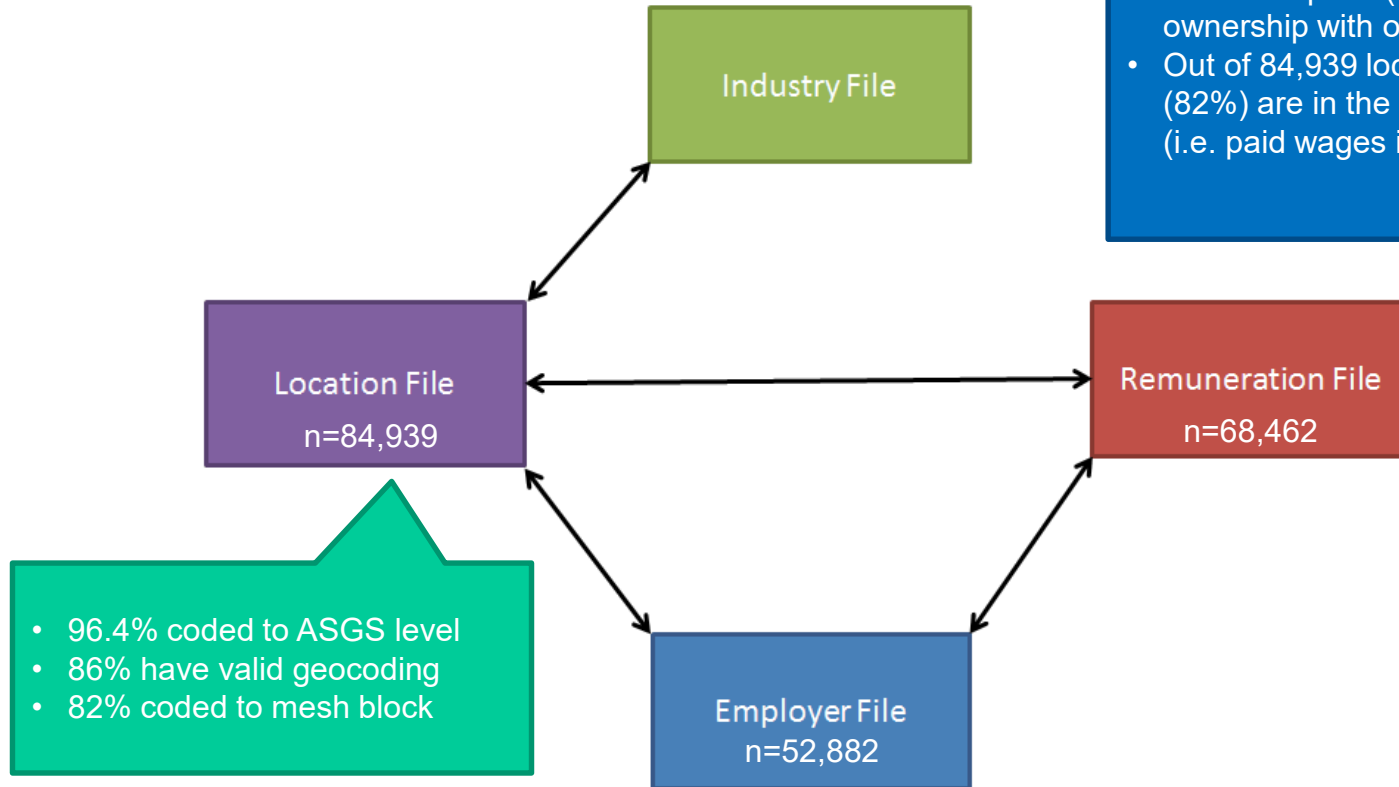 ownership with
• Out of 84,939
(82%) are in the
(i.e. paid wages
Industry File
Location File
n=84,939
Remuneration File
n=68,462
• 96.4% coded to ASGS level
• 86% have valid geocoding
• 82% coded to mesh block
Employer File
n=52,882